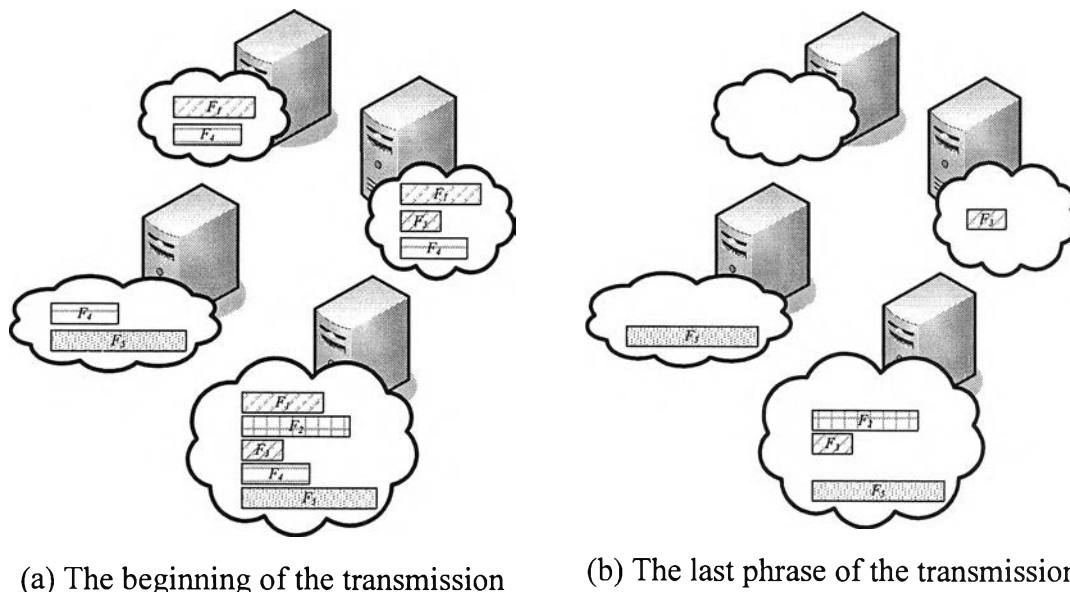 F1
F4
F1
F3
F4
F4
F5
F1
F2
F3
F4
F5
F3
F5
F2
F3
F5
(a) The beginning of the transmission
(b) The last phrase of the transmission